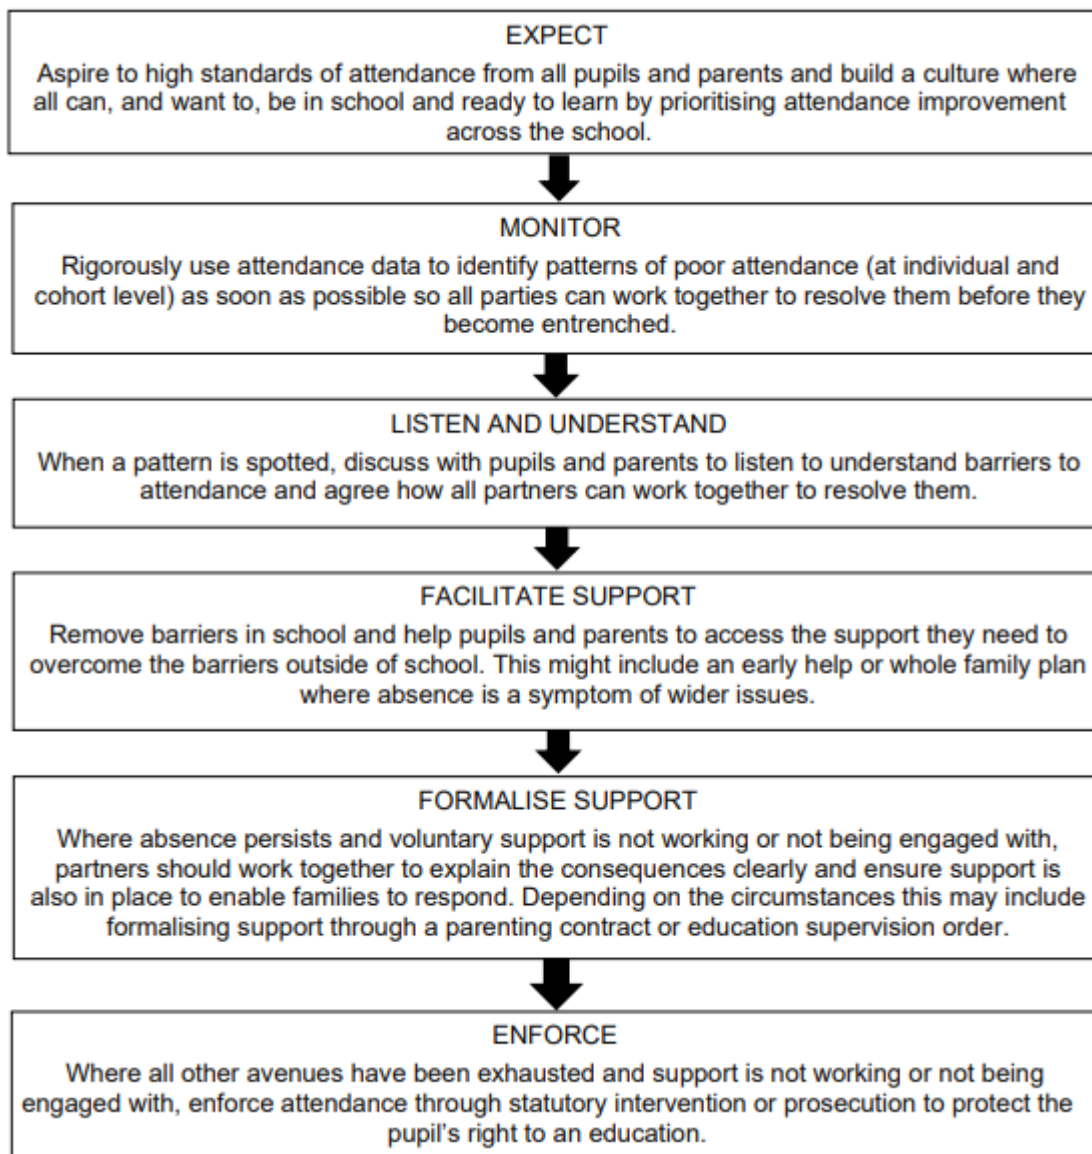 EXPECT
Aspire to high standards of attendance from all pupils and parents and build a culture where
all can, and want to, be in school and ready to learn by prioritising attendance improvement
across the school.
MONITOR
Rigorously use attendance data to identify patterns of poor attendance (at individual and
cohort level) as soon as possible so all parties can work together to resolve them before they
become entrenched.
LISTEN AND UNDERSTAND
When a pattern is spotted, discuss with pupils and parents to listen to understand barriers to
attendance and agree how all partners can work together to resolve them.
FACILITATE SUPPORT
Remove barriers in school and help pupils and parents to access the support they need to
overcome the barriers outside of school. This might include an early help or whole family plan
where absence is a symptom of wider issues.
FORMALISE SUPPORT
Where absence persists and voluntary support is not working or not being engaged with,
partners should work together to explain the consequences clearly and ensure support is
also in place to enable families to respond. Depending on the circumstances this may include
formalising support through a parenting contract or education supervision order.
ENFORCE
Where all other avenues have been exhausted and support is not working or not being
engaged with, enforce attendance through statutory intervention or prosecution to protect the
pupil's right to an education.